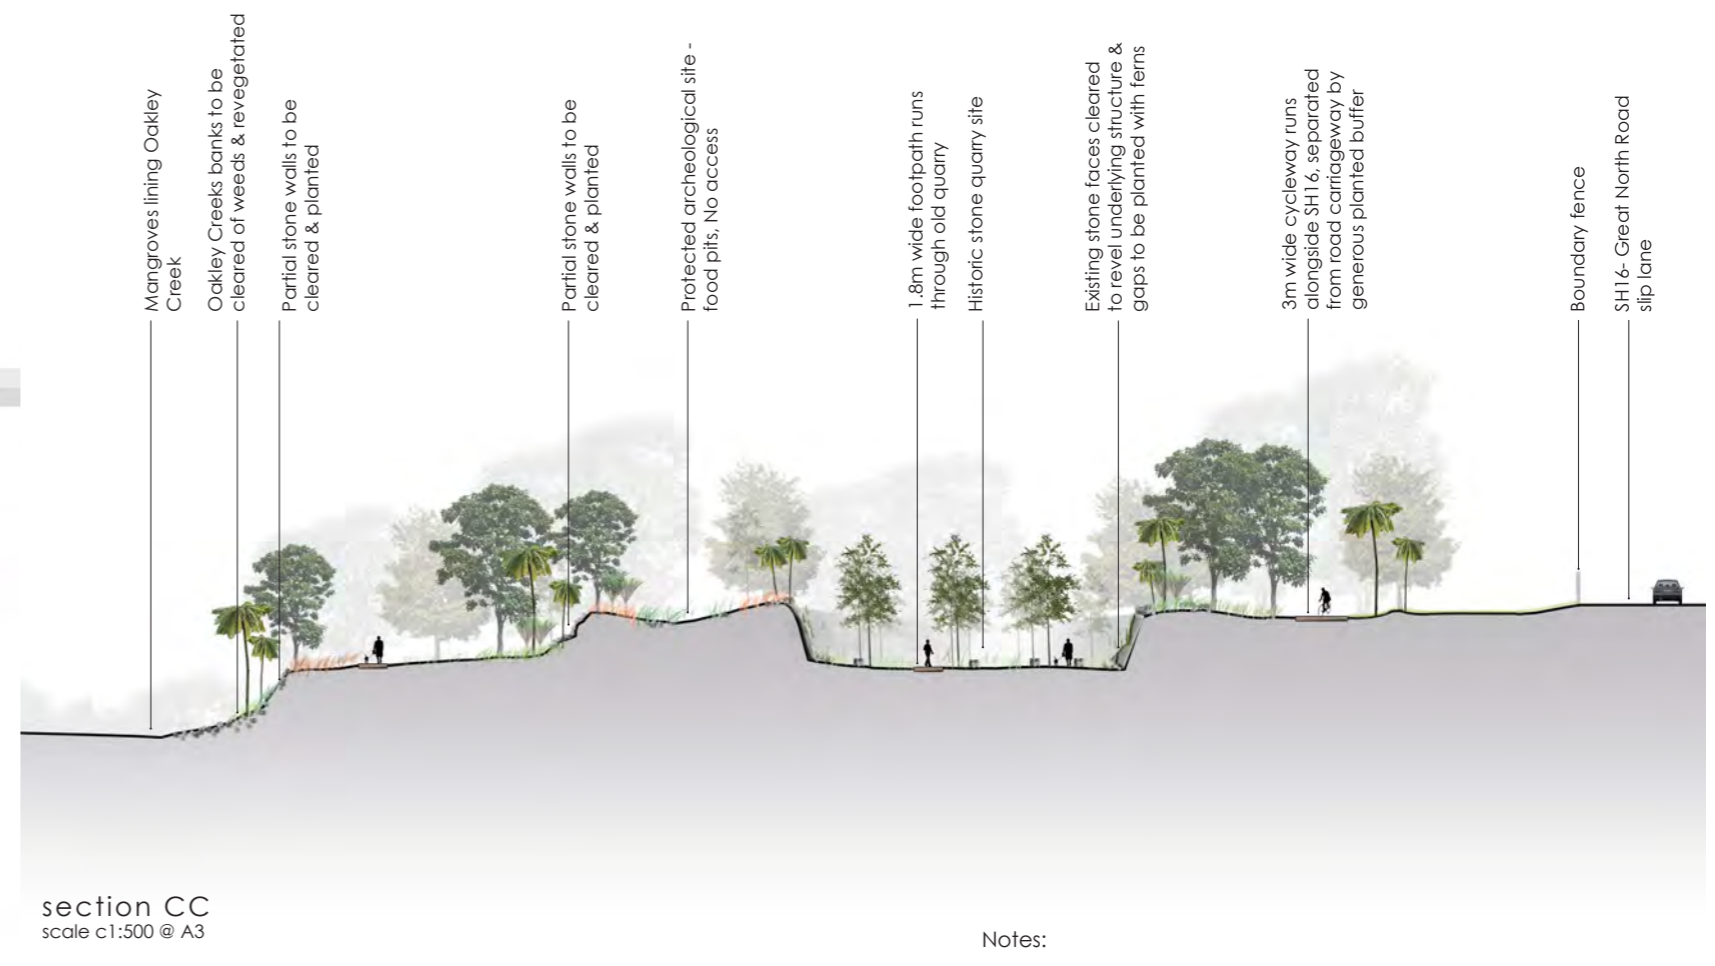 Mangroves lining Oakley
Creek
Oakley Creeks banks to be
cleared of weeds & revegetated
Partial stone walls to be
cleared & planted
Partial stone walls to be
cleared & planted
Protected archeological site -
food pits, No access
1.8m wide footpath runs
through old quarry
Historic stone quarry site
Existing stone faces cleared
to revel underlying structure &
gaps to be planted with ferns
3m wide cycleway runs
alongside SH16, separated
from road carriageway by
generous planted buffer
Boundary fence
SH16- Great North Road
slip lane
section CC
scale c1:500 @ A3
Notes: